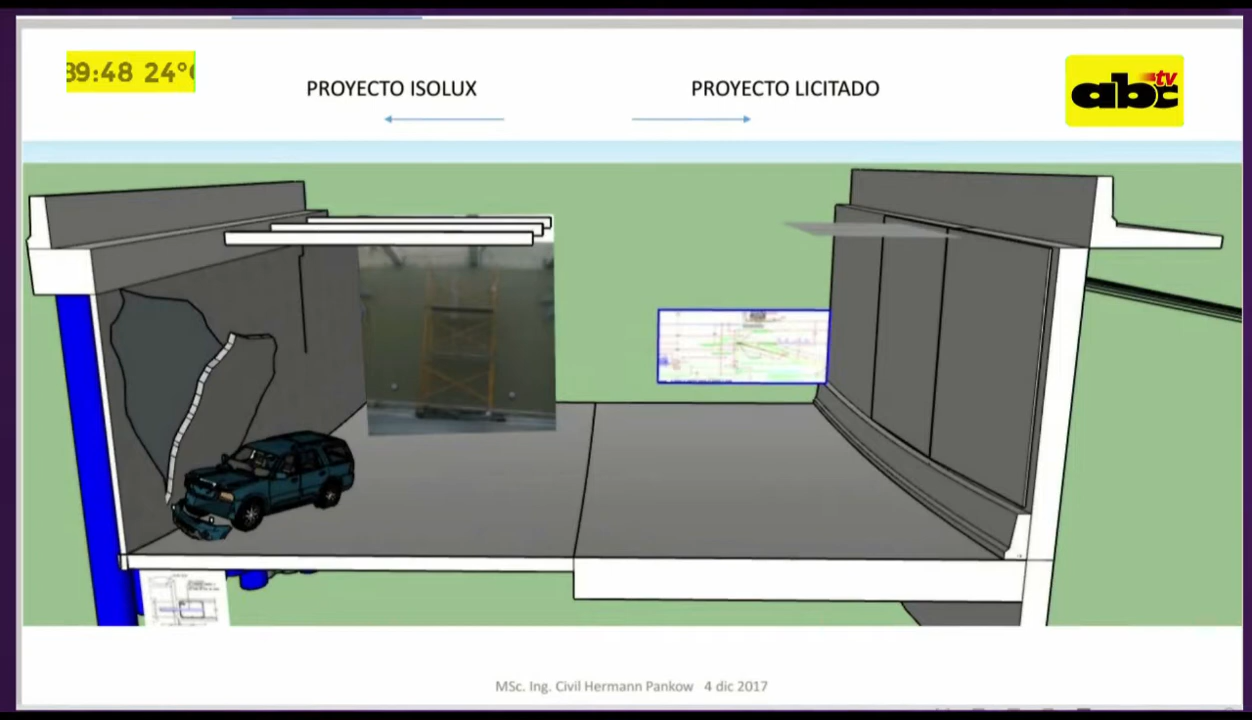 39:48 24°
PROYECTO ISOLUX
PROYECTO LICITADO
abc tv
MSc. Ing. Civil Hermann Pankow 4 dic 2017